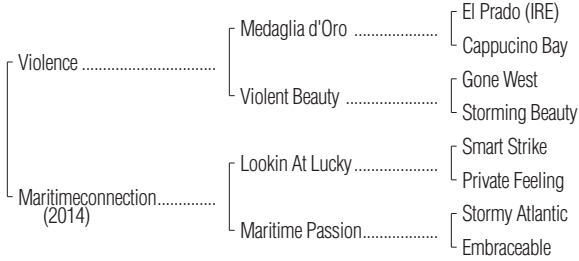 El Prado (IRE)
Medaglia d'Oro ..................
Cappucino Bay
Violence ................................
Gone West
Violent Beauty ....................
Storming Beauty
Smart Strike
Lookin At Lucky..................
Private Feeling
Maritimeconnection..............
(2014)
Stormy Atlantic
Maritime Passion.................
Embraceable